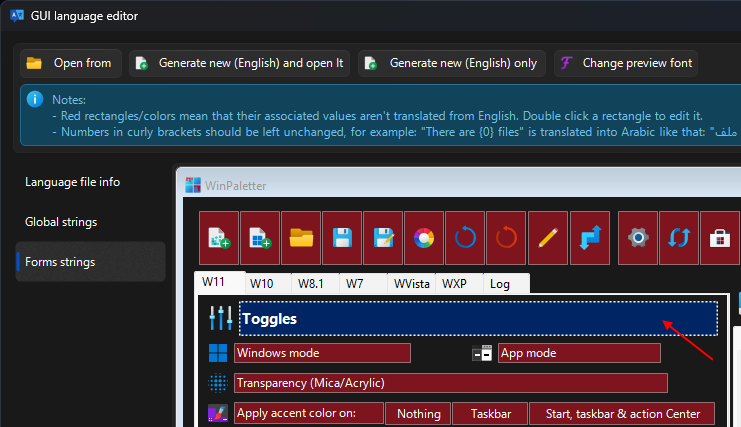 GUI language editor
Open from
Generate new (English) and open It
Generate new (English) only
Change preview font
Notes:
- Red rectangles/colors mean that their associated values aren't translated from English. Double click a rectangle to edit it.
- Numbers in curly brackets should be left unchanged, for example: "There are {0} files" is translated into Arabic like that: "ملف
Language file info
Global strings
Forms strings
WinPaletter
W11 W10 W8.1 W7 WVista WXP Log
Toggles
Windows mode App mode
Transparency (Mica/Acrylic)
Apply accent color on: Nothing Taskbar Start, taskbar & action Center